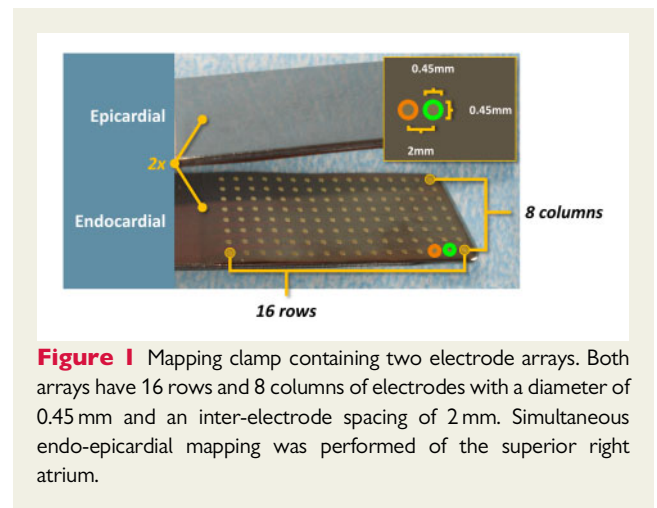 0.45mm
Epicardial
0.45mm
2mm
2x
Endocardial
8 columns
16 rows
Figure 1 Mapping clamp containing two electrode arrays. Both
arrays have 16 rows and 8 columns of electrodes with a diameter of
0.45 mm and an inter-electrode spacing of 2 mm. Simultaneous
endo-epicardial mapping was performed of the superior right
atrium.